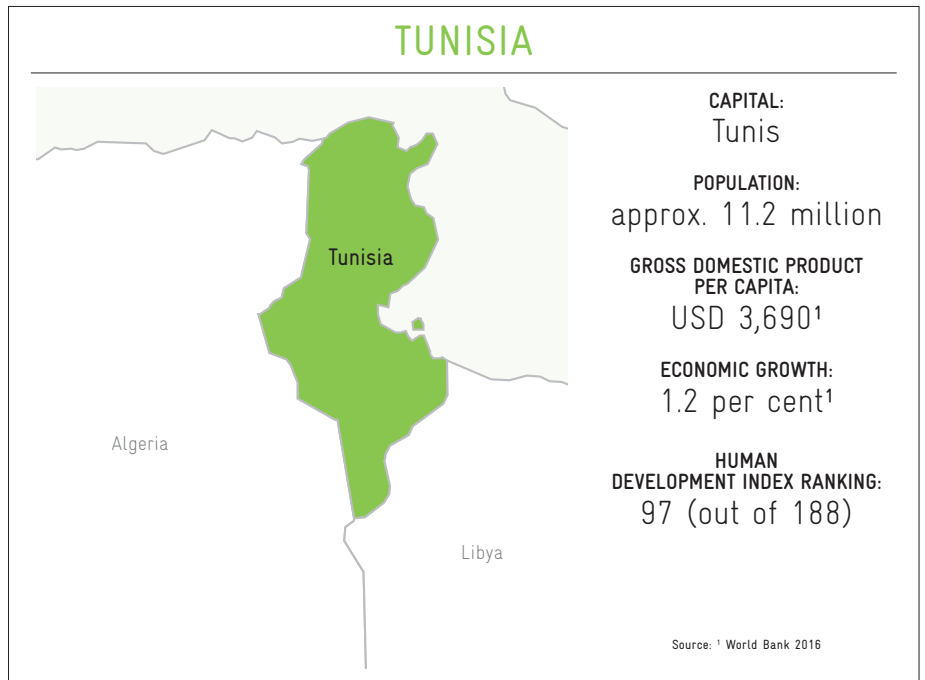 TUNISIA
Tunisia
Algeria
Libya
CAPITAL:
Tunis
POPULATION:
approx. 11.2 million
GROSS DOMESTIC PRODUCT
PER CAPITA:
USD 3,690¹
ECONOMIC GROWTH:
1.2 per cent¹
HUMAN
DEVELOPMENT INDEX RANKING:
97 (out of 188)
Source: ¹ World Bank 2016